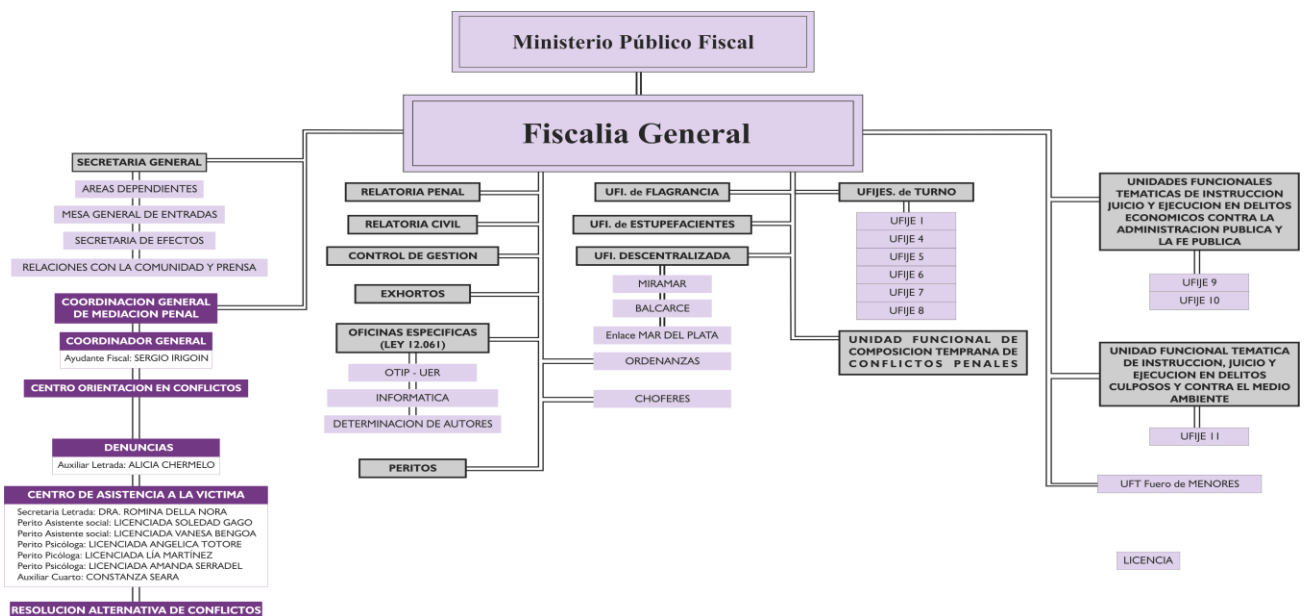 Ministerio Público Fiscal
Fiscalia General
SECRETARIA GENERAL
AREAS DEPENDIENTES
MESA GENERAL DE ENTRADAS
SECRETARIA DE EFECTOS
RELACIONES CON LA COMUNIDAD Y PRENSA
COORDINACION GENERAL
DE MEDIACION PENAL
COORDINADOR GENERAL
Ayudante Fiscal: SERGIO IRIGOIN
CENTRO ORIENTACION EN CONFLICTOS
DENUNCIAS
Auxiliar Letrada: ALICIA CHERMELO
CENTRO DE ASISTENCIA A LA VICTIMA
Secretaria Letrada: DRA. ROMINA DELLA NORA
Perito Asistente social: LICENCIADA SOLEDAD GAGO
Perito Asistente social: LICENCIADA VANESA BENGOA
Perito Psicóloga: LICENCIADA ANGELICA TOTORE
Perito Picóloga: LICENCIADA LÍA MARTÍNEZ
Perito Psicóloga: LICENCIADA AMANDA SERRADEL
Auxiliar Cuarto: CONSTANZA SEARA
RESOLUCION ALTERNATIVA DE CONFLICTOS
RELATORIA PENAL
RELATORIA CIVIL
CONTROL DE GESTION
EXHORTOS
OFICINAS ESPECIFICAS
(LEY 12.061)
OTIP - UER
INFORMATICA
DETERMINACION DE AUTORES
PERITOS
UFI. de FLAGRANCIA
UFI. de ESTUPEFACIENTES
UFI. DESCENTRALIZADA
MIRAMAR
BALCARCE
Enlace MAR DEL PLATA
ORDENANZAS
CHOFERES
UFIJES. de TURNO
UFIJE 1
UFIJE 4
UFIJE 5
UFIJE 6
UFIJE 7
UFIJE 8
UNIDAD FUNCIONAL DE
COMPOSICION TEMPRANA DE
CONFLICTOS PENALES
UNIDADES FUNCIONALES
TEMATICAS DE INSTRUCCION
JUICIO Y EJECUCION EN DELITOS
ECONOMICOS CONTRA LA
ADMINISTRACION PUBLICA Y
LA FE PUBLICA
UFIJE 9
UFIJE 10
UNIDAD FUNCIONAL TEMATICA
DE INSTRUCCION, JUICIO Y
EJECUCION EN DELITOS
CULPOSOS Y CONTRA EL MEDIO
AMBIENTE
UFIJE 11
UFT Fuero de MENORES
LICENCIA